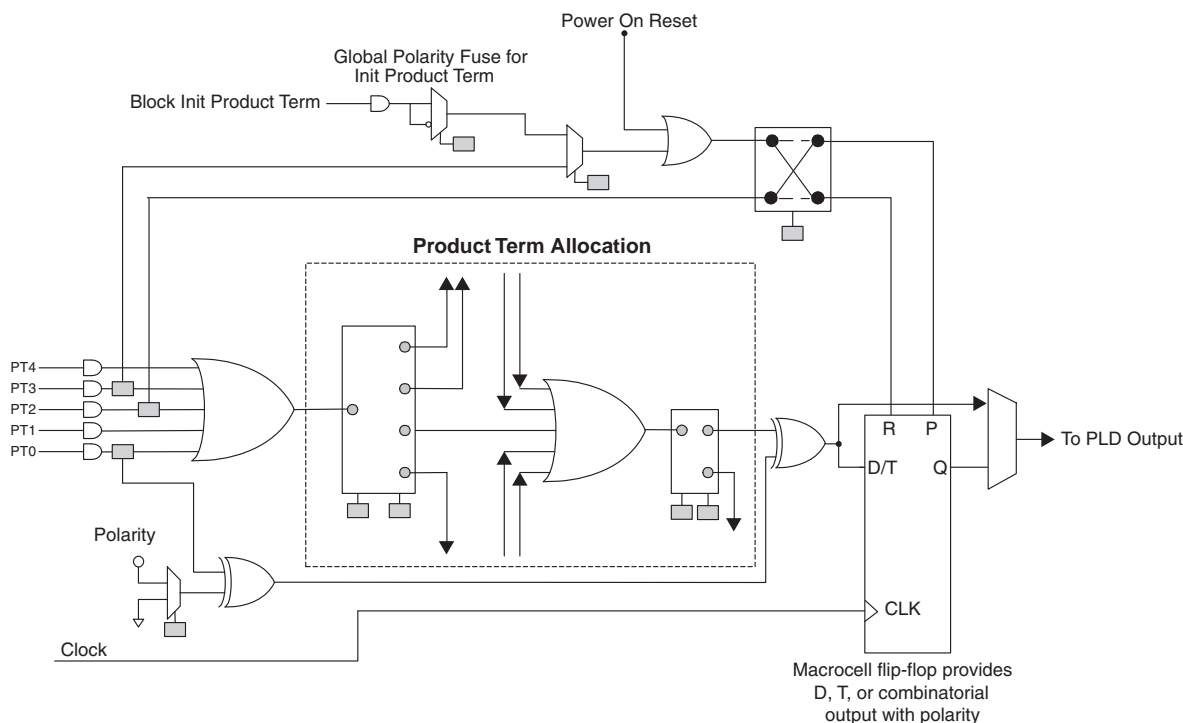 Power On Reset
Global Polarity Fuse for
Init Product Term
Block Init Product Term
Product Term Allocation
PT4
PT3
PT2
PT1
PT0
R
P
D/T
Q
To PLD Output
Polarity
CLK
Clock
Macrocell flip-flop provides
D, T, or combinatorial
output with polarity